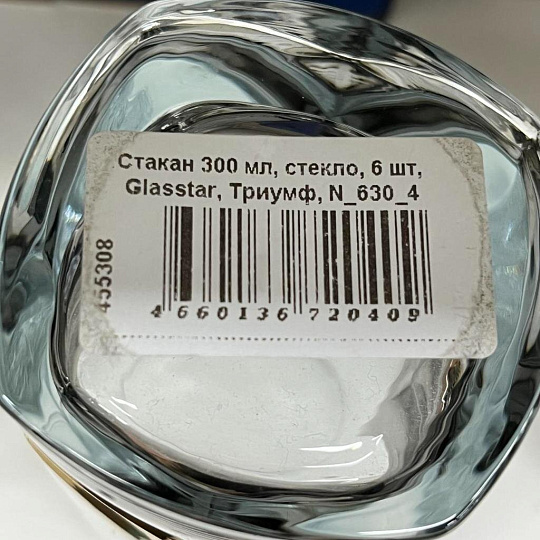 Стакан 300 мл, стекло, 6 шт,
Glasstar, Триумф, N_630_4
455308
4 660136 720409